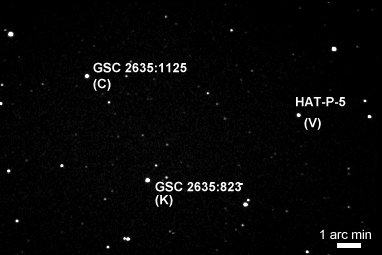 GSC 2635:1125
(C)
HAT-P-5
(V)
GSC 2635:823
(K)
1 arc min